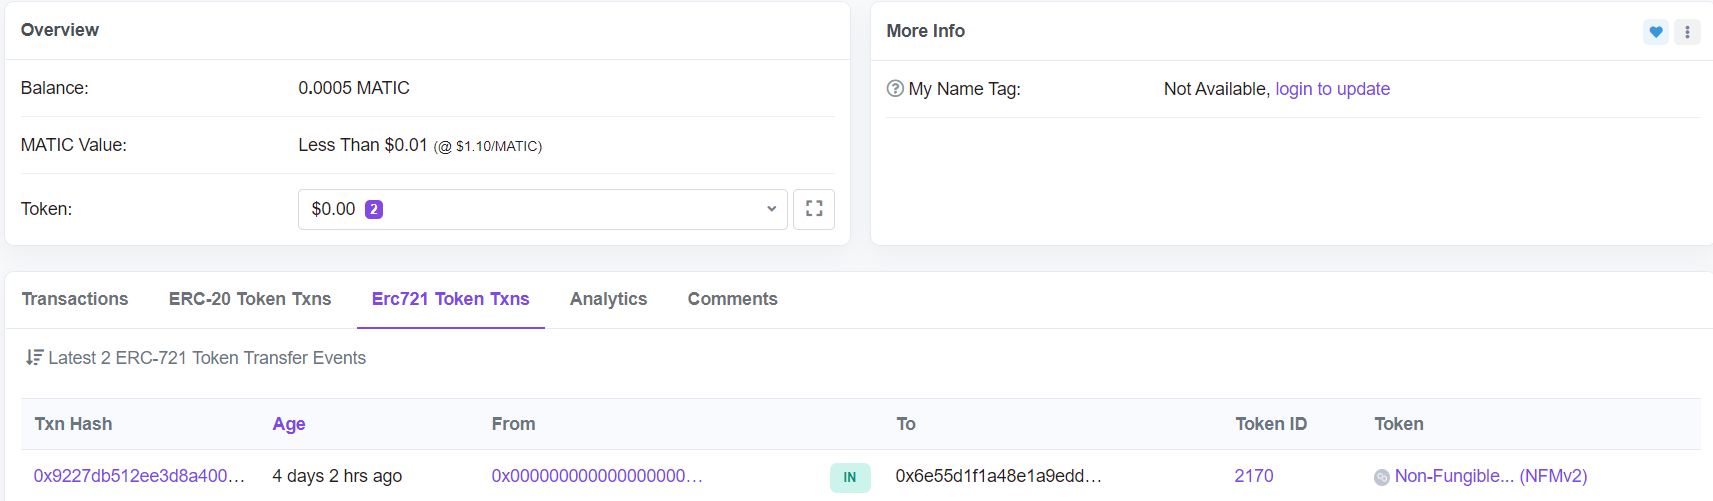 Overview
Balance: 0.0005 MATIC
MATIC Value: Less Than $0.01 (@ $1.10/MATIC)
Token: $0.00 2
More Info
My Name Tag: Not Available, login to update
Transactions ERC-20 Token Txns Erc721 Token Txns Analytics Comments
Latest 2 ERC-721 Token Transfer Events
Txn Hash Age From To Token ID Token
0x9227db512ee3d8a400... 4 days 2 hrs ago 0x000000000000000000... IN 0x6e55d1f1a48e1a9edd... 2170 Non-Fungible... (NFMv2)